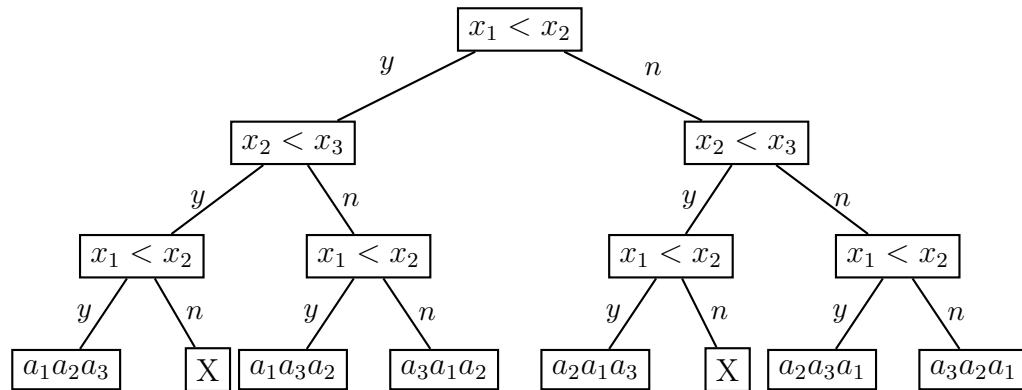 x₁ < x₂
y n
x₂ < x₃ x₂ < x₃
y n y n
x₁ < x₂ x₁ < x₂ x₁ < x₂ x₁ < x₂
y n y n y n y n
a₁a₂a₃ X a₁a₃a₂ a₃a₁a₂ a₂a₁a₃ X a₂a₃a₁ a₃a₂a₁